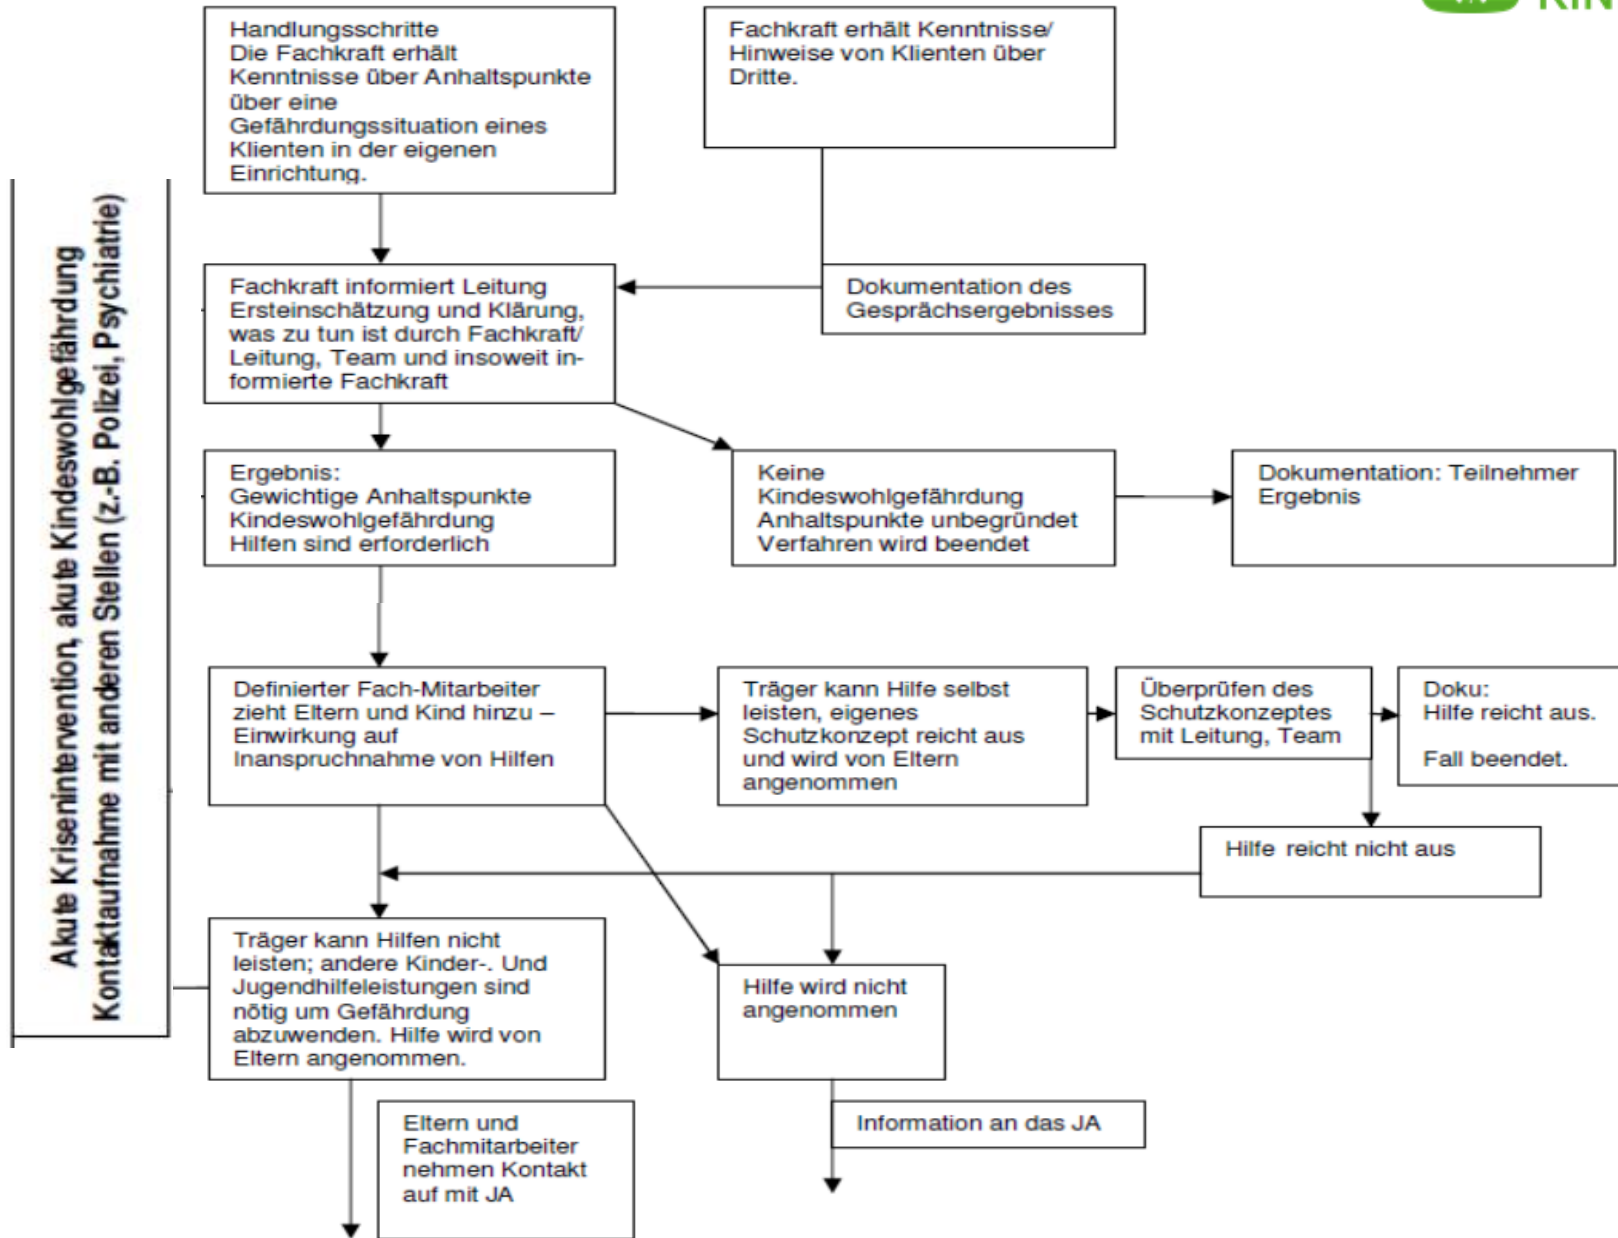 KIN
Handlungsschritte
Die Fachkraft erhält
Kenntnisse über Anhaltspunkte
über eine
Gefährdungssituation eines
Klienten in der eigenen
Einrichtung.
Fachkraft erhält Kenntnisse/
Hinweise von Klienten über
Dritte.
Akute Krisenintervention, akute Kindeswohlgefährdung
Kontaktaufnahme mit anderen Stellen (z.-B. Polizei, Psychiatrie)
Fachkraft informiert Leitung
Ersteinschätzung und Klärung,
was zu tun ist durch Fachkraft/
Leitung, Team und insoweit in-
formierte Fachkraft
Dokumentation des
Gesprächsergebnisses
Ergebnis:
Gewichtige Anhaltspunkte
Kindeswohlgefährdung
Hilfen sind erforderlich
Keine
Kindeswohlgefährdung
Anhaltspunkte unbegründet
Verfahren wird beendet
Dokumentation: Teilnehmer
Ergebnis
Definierter Fach-Mitarbeiter
zieht Eltern und Kind hinzu –
Einwirkung auf
Inanspruchnahme von Hilfen
Träger kann Hilfe selbst
leisten, eigenes
Schutzkonzept reicht aus
und wird von Eltern
angenommen
Überprüfen des
Schutzkonzeptes
mit Leitung, Team
Doku:
Hilfe reicht aus.
Fall beendet.
Hilfe reicht nicht aus
Träger kann Hilfen nicht
leisten; andere Kinder-. Und
Jugendhilfeleistungen sind
nötig um Gefährdung
abzuwenden. Hilfe wird von
Eltern angenommen.
Hilfe wird nicht
angenommen
Eltern und
Fachmitarbeiter
nehmen Kontakt
auf mit JA
Information an das JA